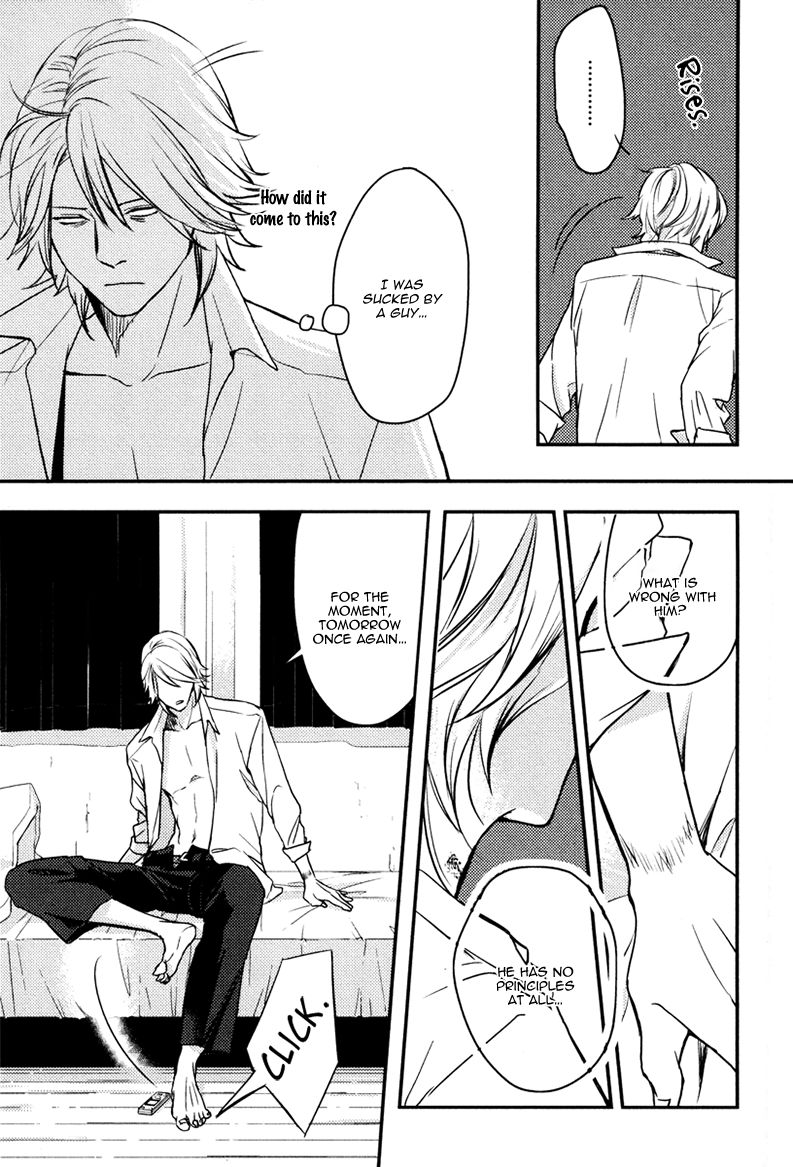 Rises.
..........
I WAS
SUCKED BY
A GUY...
How did it
come to this?
WHAT IS
WRONG WITH
HIM?
HE HAS NO
PRINCIPLES
AT ALL...
FOR THE
MOMENT,
TOMORROW
ONCE AGAIN...
CLICK.